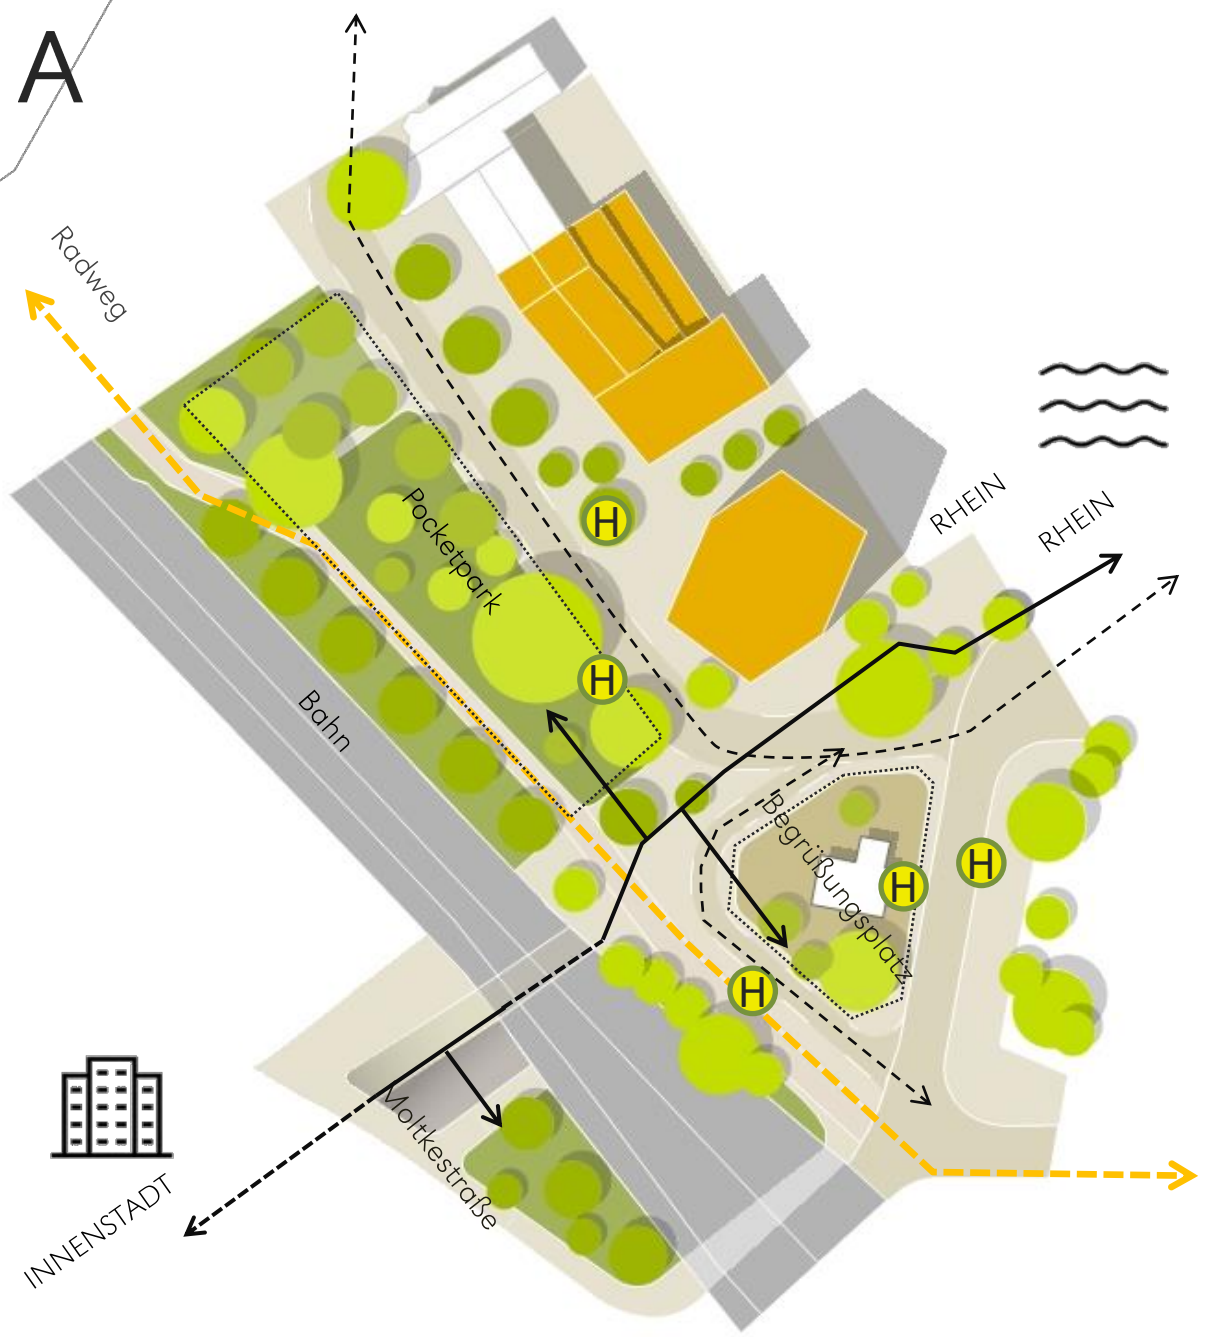 A
Radweg
RHEIN
RHEIN
Pocketpark
H
H
Bahn
Begrüßungsplatz
H
H
H
Moltkestraße
INNENSTADT